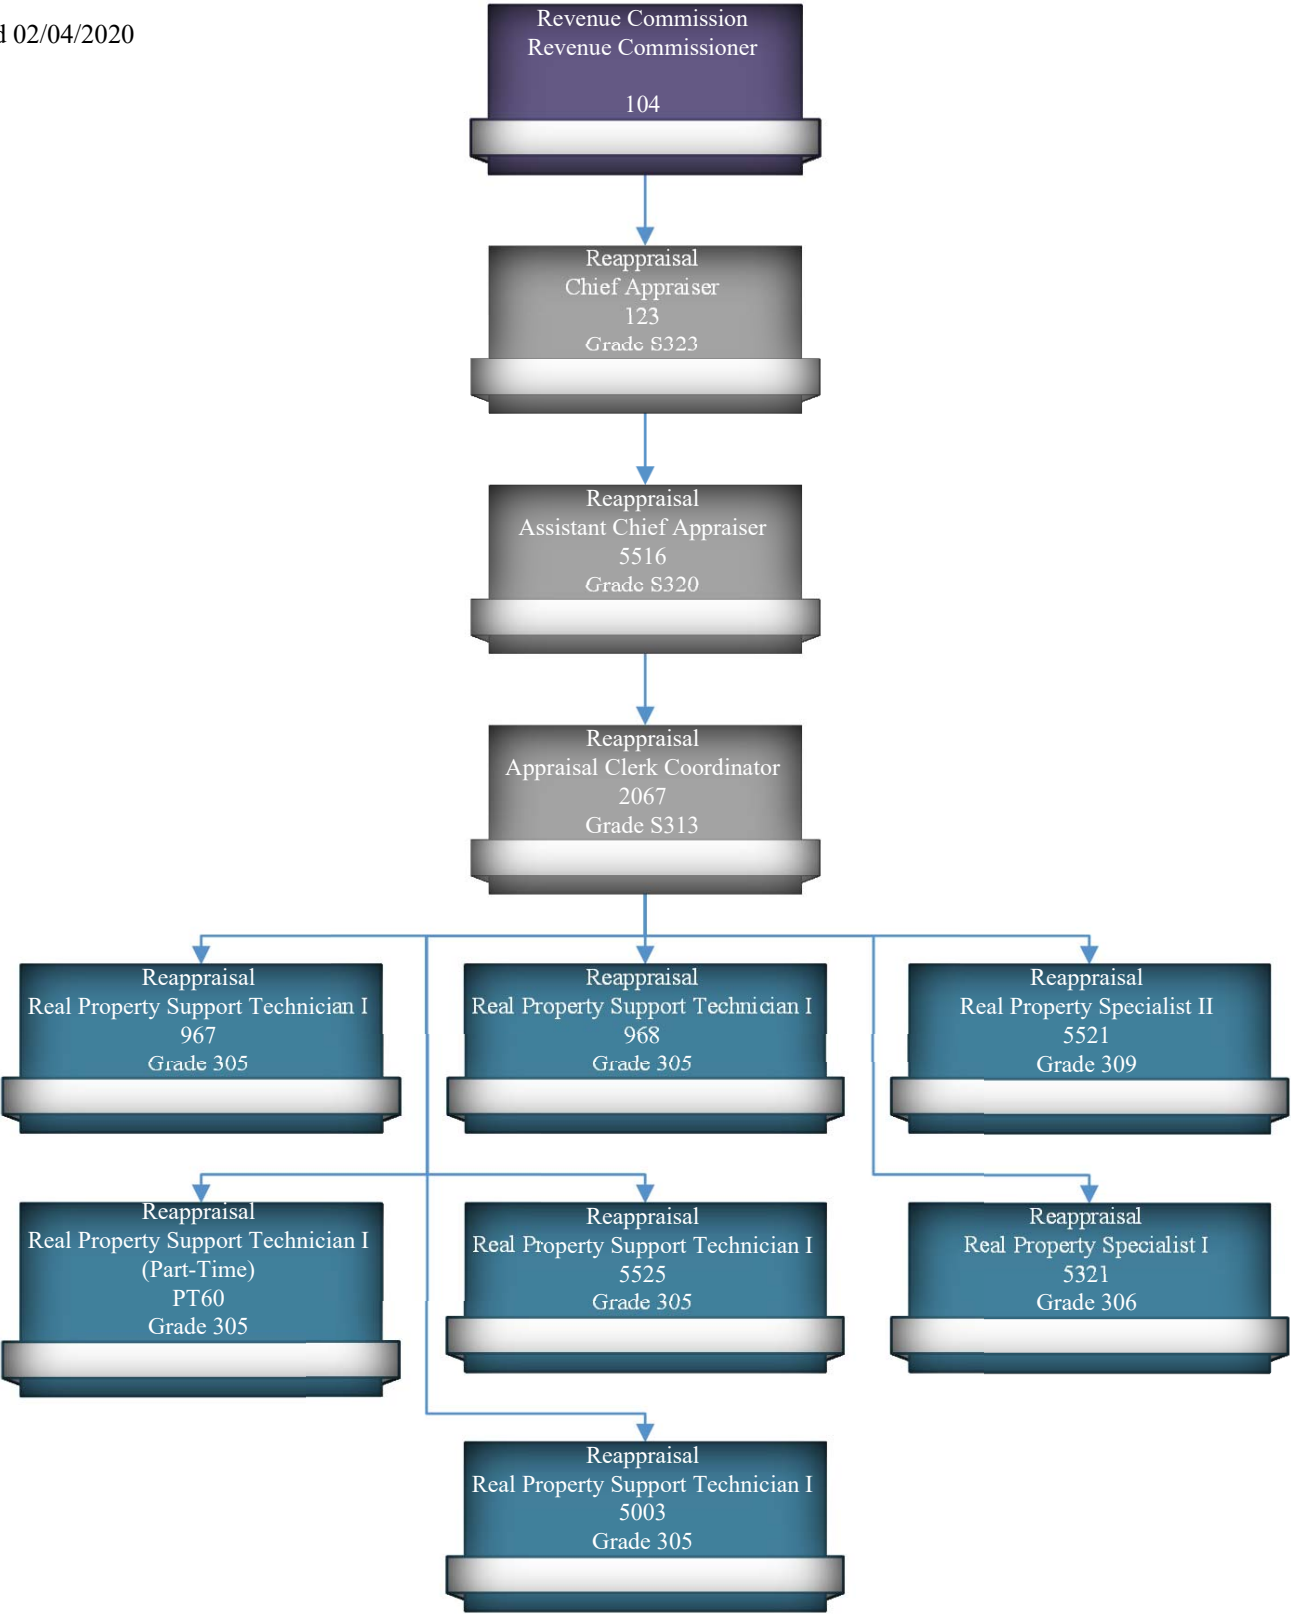 02/04/2020
Revenue Commission
Revenue Commissioner
104
Reappraisal
Chief Appraiser
123
Grade S323
Reappraisal
Assistant Chief Appraiser
5516
Grade S320
Reappraisal
Appraisal Clerk Coordinator
2067
Grade S313
Reappraisal
Real Property Support Technician I
967
Grade 305
Reappraisal
Real Property Support Technician I
968
Grade 305
Reappraisal
Real Property Specialist II
5521
Grade 309
Reappraisal
Real Property Support Technician I
(Part-Time)
PT60
Grade 305
Reappraisal
Real Property Support Technician I
5525
Grade 305
Reappraisal
Real Property Specialist I
5321
Grade 306
Reappraisal
Real Property Support Technician I
5003
Grade 305